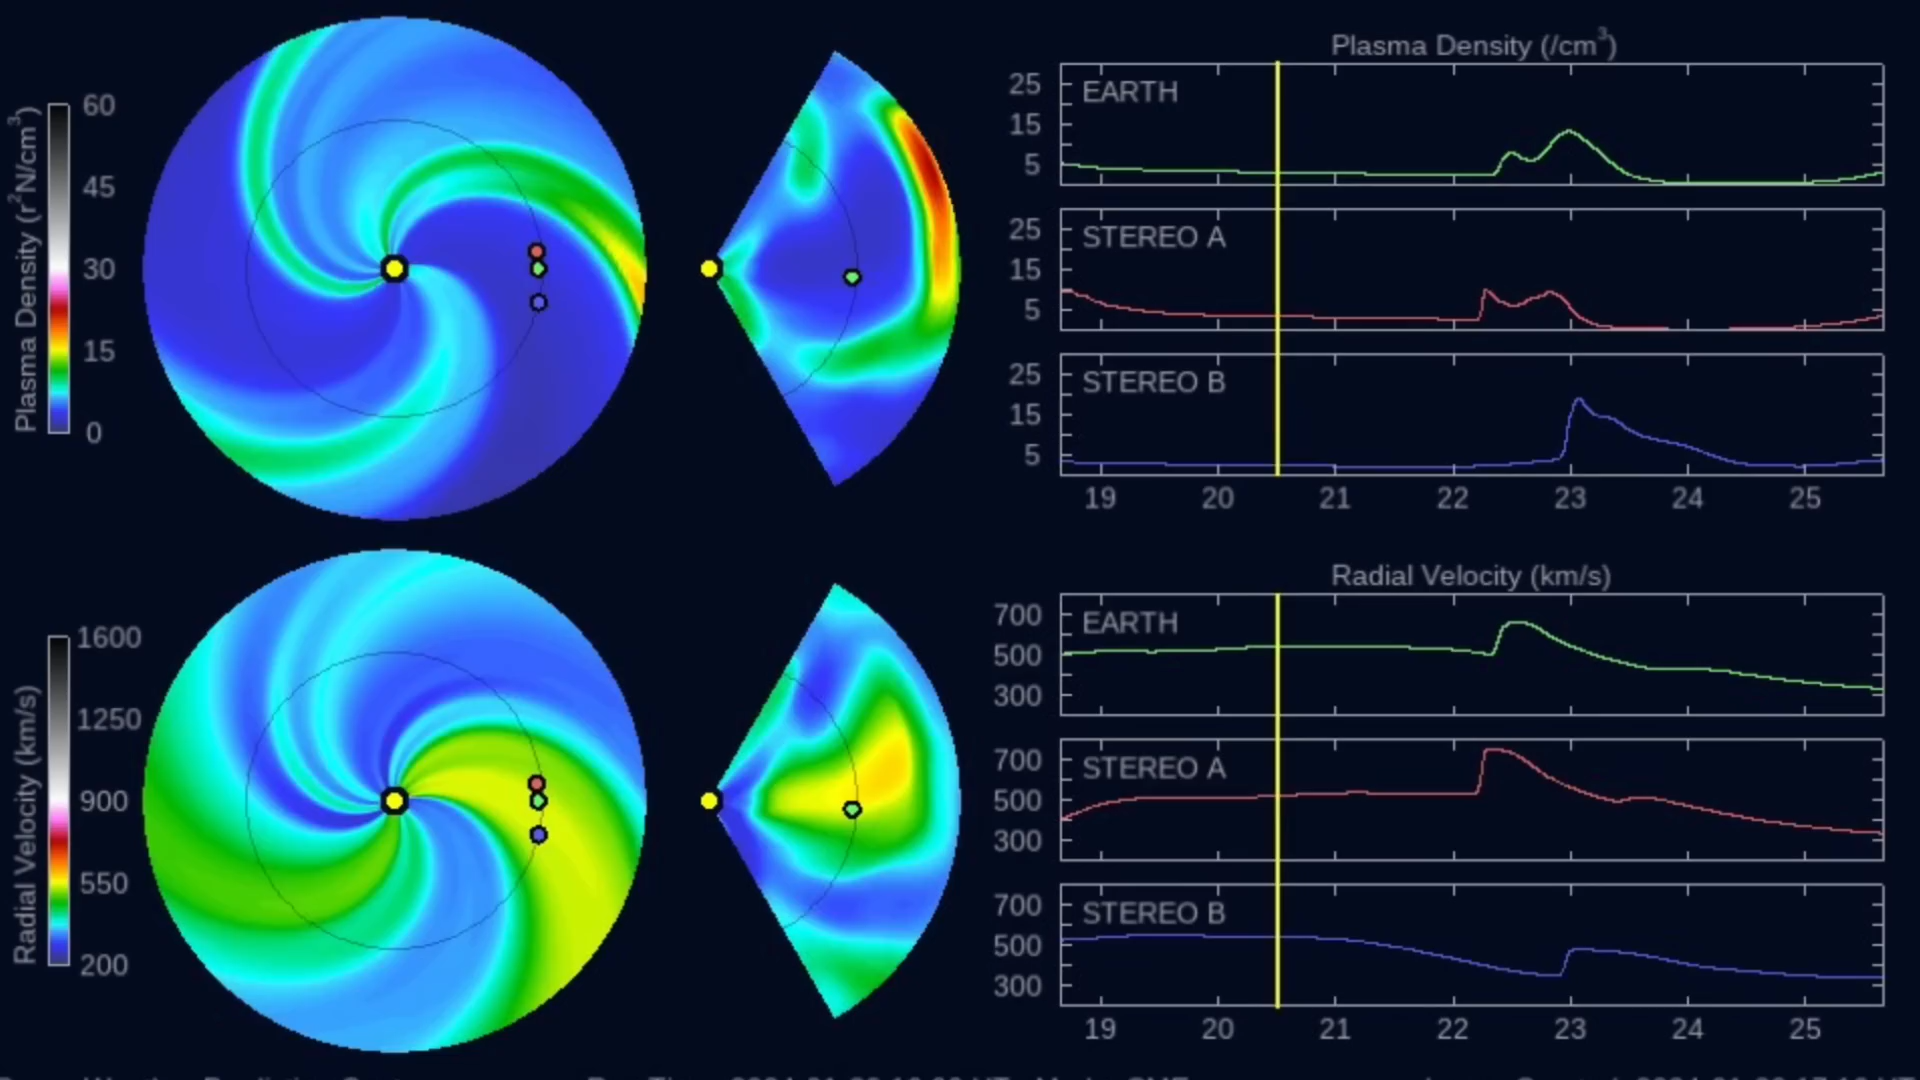 Plasma Density (r²N/cm³)
60
45
30
15
0
Plasma Density (/cm³)
25
15
5
EARTH
25
15
5
STEREO A
25
15
5
STEREO B
19 20 21 22 23 24 25
Radial Velocity (km/s)
1600
1250
900
550
200
Radial Velocity (km/s)
700
500
300
EARTH
700
500
300
STEREO A
700
500
300
STEREO B
19 20 21 22 23 24 25